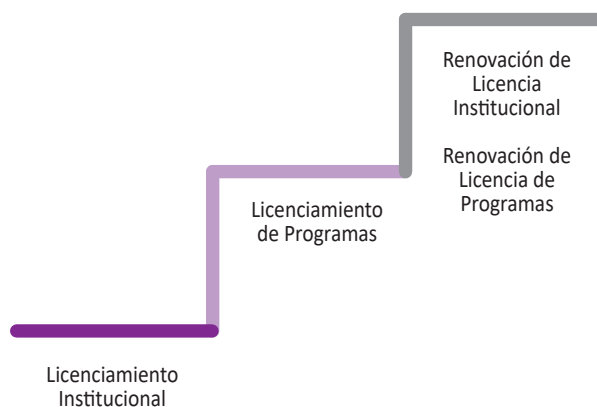 Renovación de
Licencia
Institucional
Renovación de
Licencia de
Programas
Licenciamiento
de Programas
Licenciamiento
Institucional